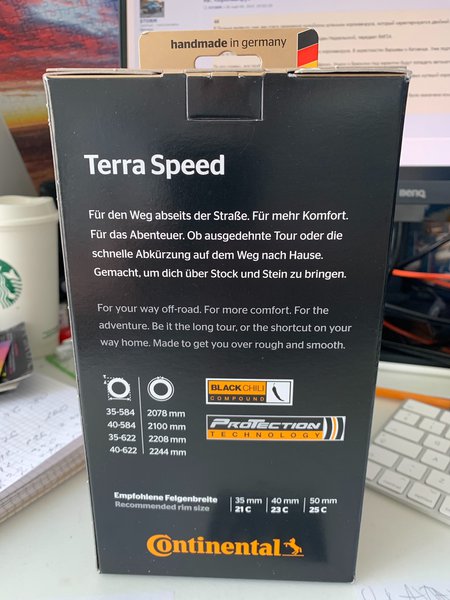 handmade in germany
Terra Speed
Für den Weg abseits der Straße. Für mehr Komfort.
Für das Abenteuer. Ob ausgedehnte Tour oder die
schnelle Abkürzung auf dem Weg nach Hause.
Gemacht, um dich über Stock und Stein zu bringen.
For your way off-road. For more comfort. For the
adventure. Be it the long tour, or the shortcut on your
way home. Made to get you over rough and smooth.
35-584 2078 mm
40-584 2100 mm
35-622 2208 mm
40-622 2244 mm
BLACKCHILI
COMPOUND
PROTECTION
TECHNOLOGY
Empfohlene Felgenbreite 35 mm 40 mm 50 mm
Recommended rim size 21 C 23 C 25 C
Continental
BenQ